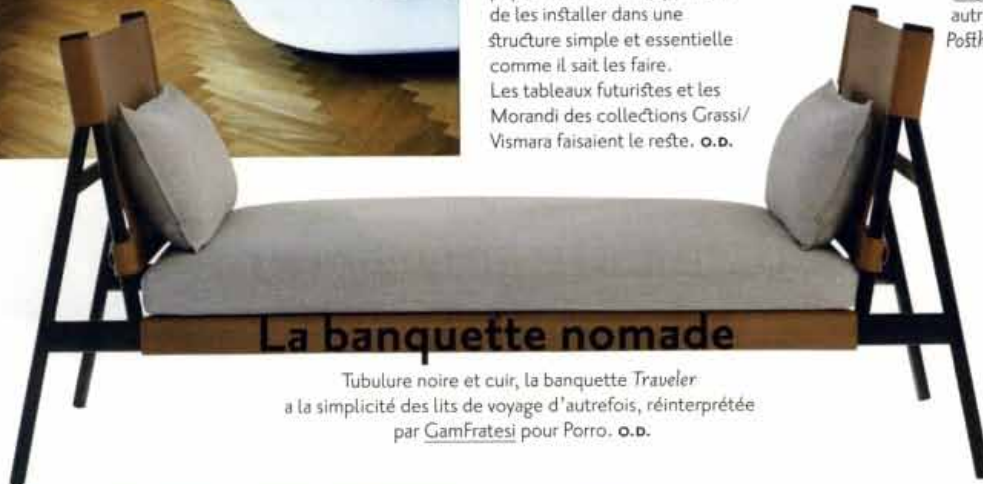 de les installer dans une
structure simple et essentielle
comme il sait les faire.
Les tableaux futuristes et les
Morandi des collections Grassi/
Vismara faisaient le reste. O.D.
autr
Posth
La banquette nomade
Tubulure noire et cuir, la banquette Traveler
a la simplicité des lits de voyage d'autrefois, réinterprétée
par GamFratesi pour Porro. O.D.